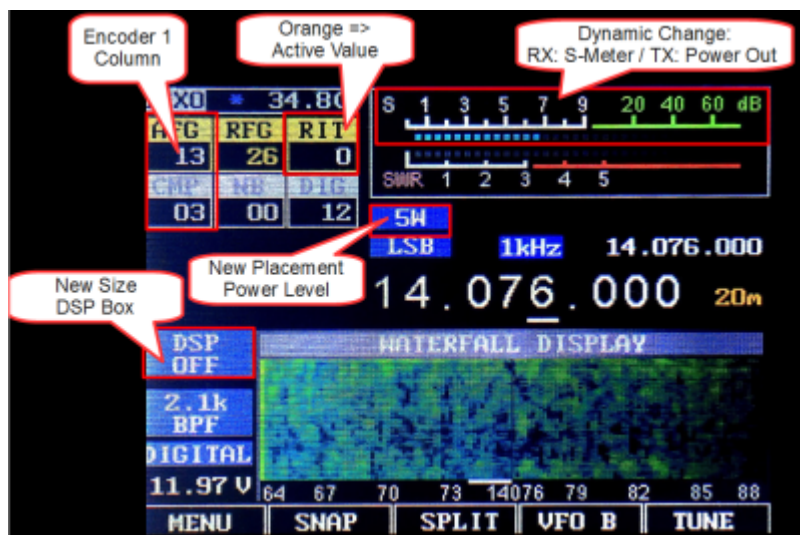 Encoder 1
Column
Orange =>
Active Value
Dynamic Change:
RX: S-Meter / TX: Power Out
XO * 34.8
S 1 3 5 7 9 20 40 60 dB
AFG RFG RIT
13 26 0
SWR 1 2 3 4 5
CMP NB DIG
03 00 12
5W
LSB 1kHz 14.076.000
New Placement
Power Level
14.076.000 20m
New Size
DSP Box
DSP
OFF
WATERFALL DISPLAY
2.1k
BPF
DIGITAL
11.97 V
64 67 70 73 14076 79 82 85 88
MENU SNAP SPLIT VFO B TUNE